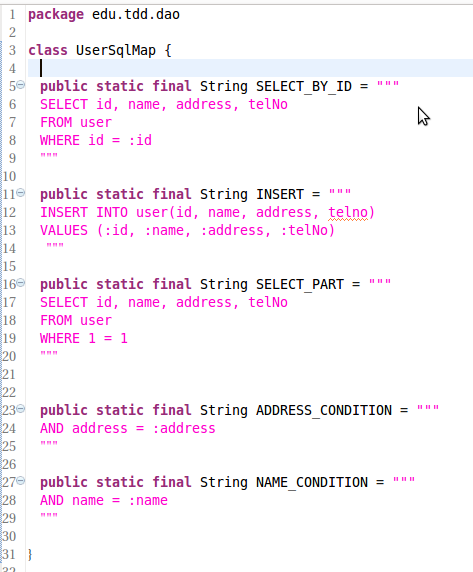 1 package edu.tdd.dao
2
3 class UserSqlMap {
4
5 public static final String SELECT_BY_ID = """
6 SELECT id, name, address, telNo
7 FROM user
8 WHERE id = :id
9 """
10
11 public static final String INSERT = """
12 INSERT INTO user(id, name, address, telno)
13 VALUES (:id, :name, :address, :telNo)
14 """
15
16 public static final String SELECT_PART = """
17 SELECT id, name, address, telNo
18 FROM user
19 WHERE 1 = 1
20 """
21
22
23 public static final String ADDRESS_CONDITION = """
24 AND address = :address
25 """
26
27 public static final String NAME_CONDITION = """
28 AND name = :name
29 """
30
31 }
32